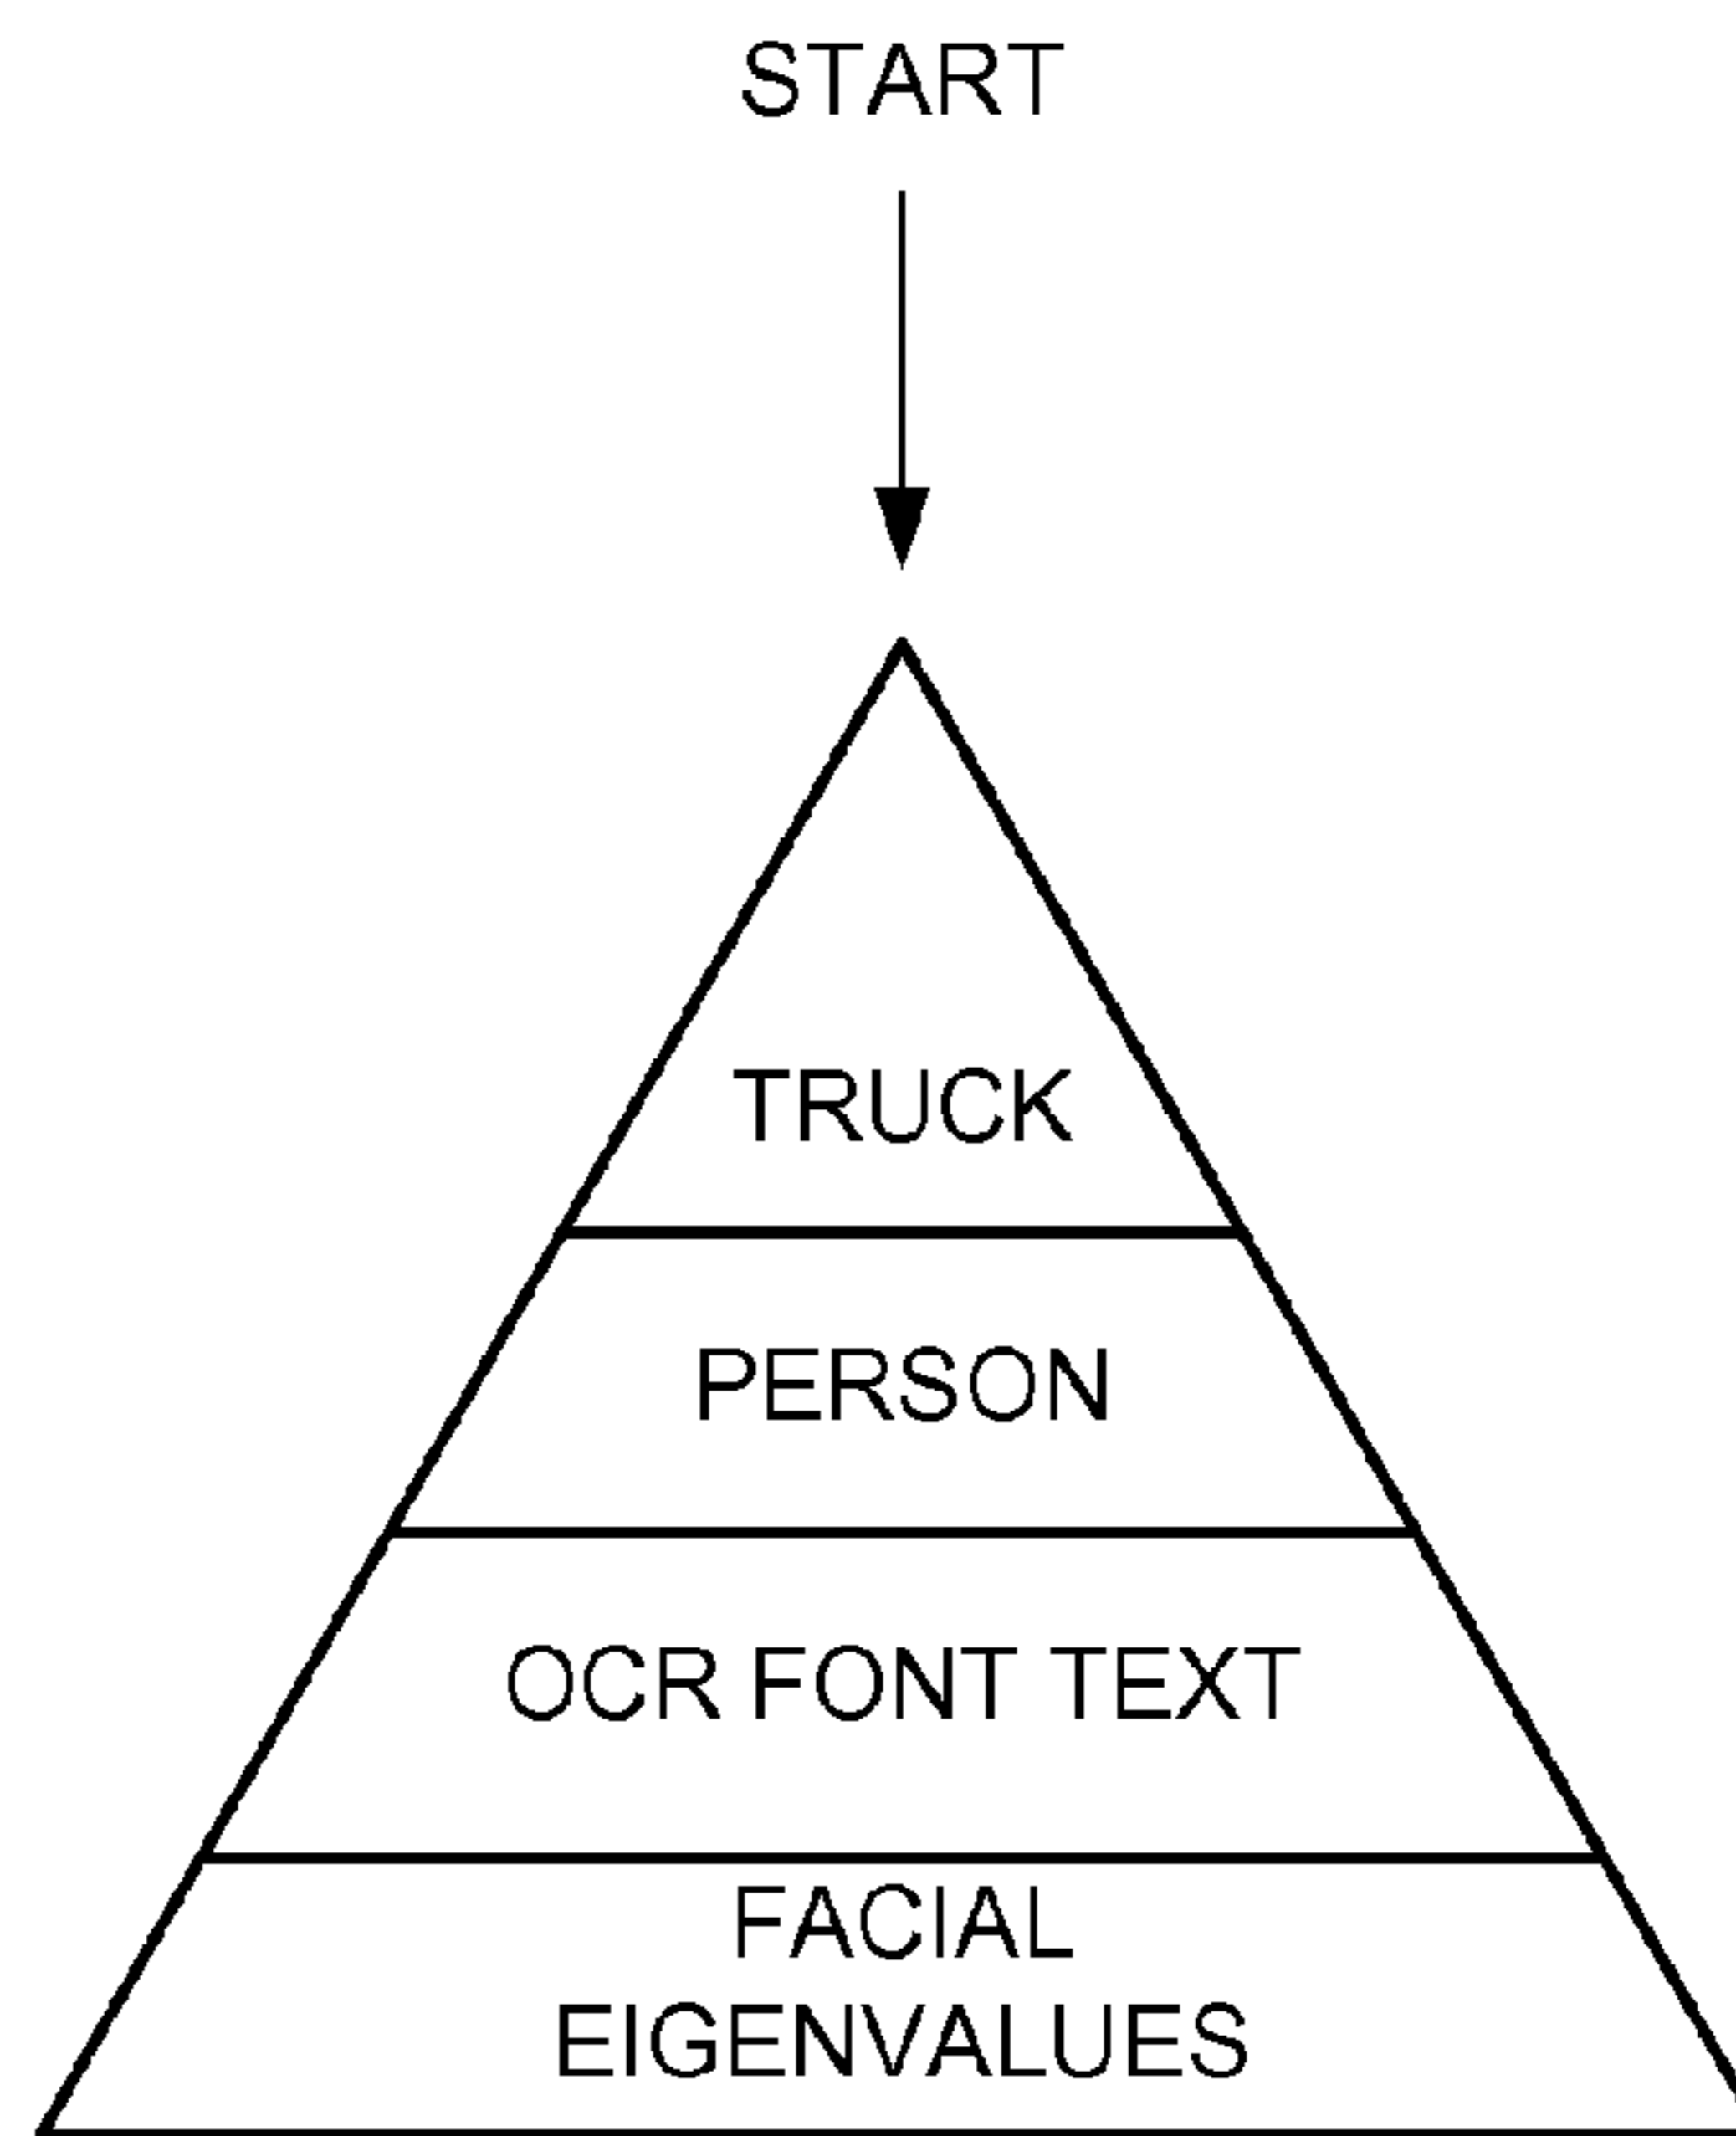 START
TRUCK
PERSON
OCR FONT TEXT
FACIAL
EIGENVALUES